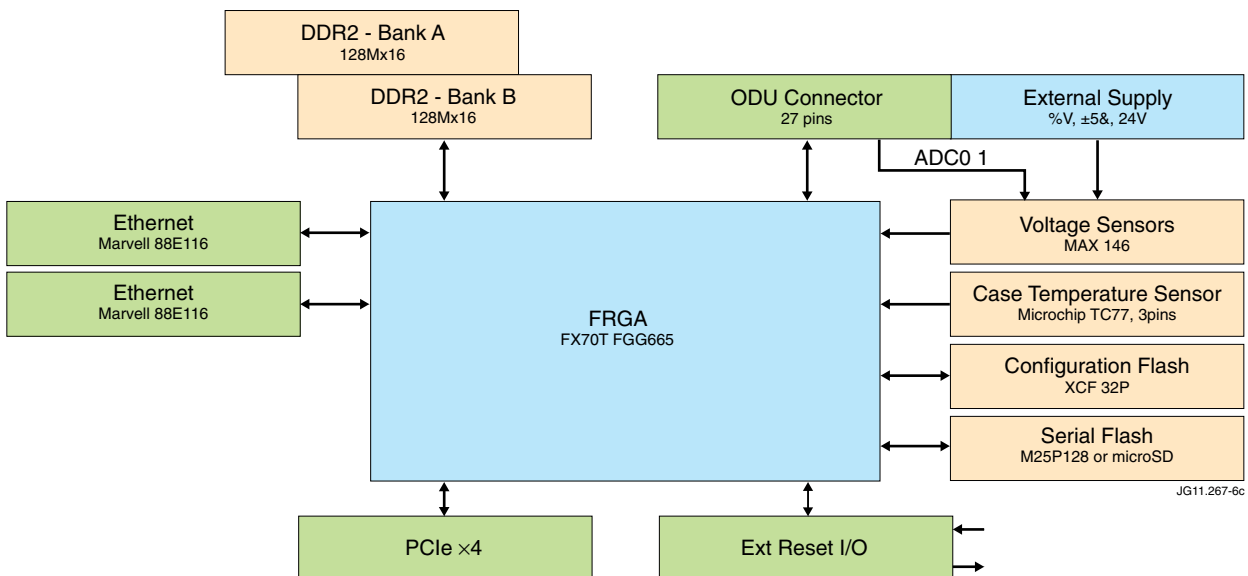 DDR2 - Bank A
128Mx16
DDR2 - Bank B
128Mx16
ODU Connector
27 pins
External Supply
%V, ±5&, 24V
ADC0 1
Ethernet
Marvell 88E116
Ethernet
Marvell 88E116
FRGA
FX70T FGG665
Voltage Sensors
MAX 146
Case Temperature Sensor
Microchip TC77, 3pins
Configuration Flash
XCF 32P
Serial Flash
M25P128 or microSD
JG11.267-6c
PCIe ×4
Ext Reset I/O